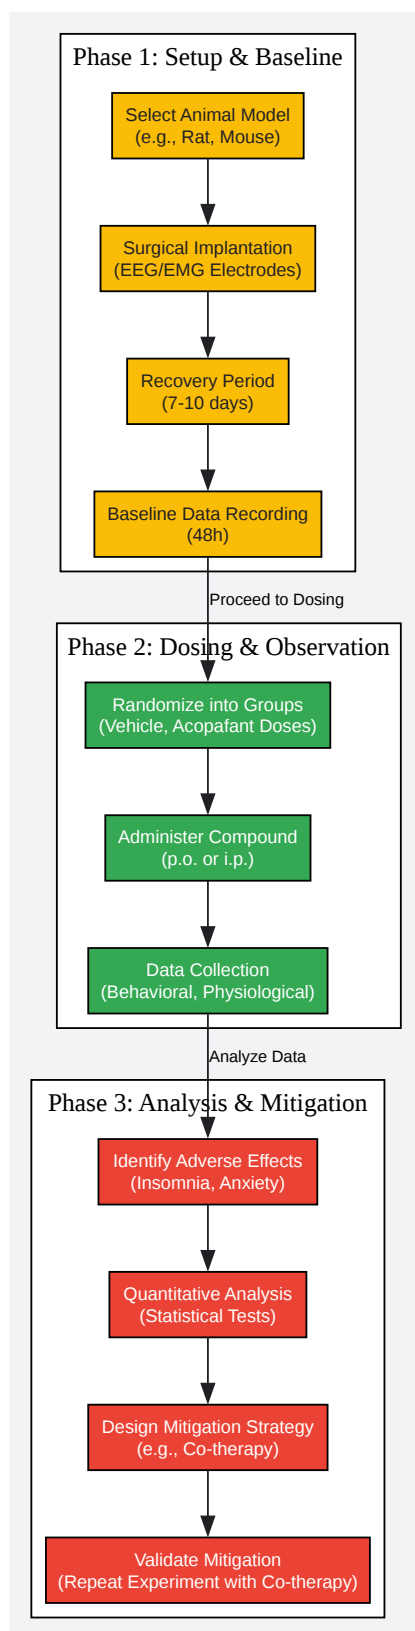 Phase 1: Setup & Baseline
Select Animal Model
(e.g., Rat, Mouse)
Surgical Implantation
(EEG/EMG Electrodes)
Recovery Period
(7-10 days)
Baseline Data Recording
(48h)
Proceed to Dosing
Phase 2: Dosing & Observation
Randomize into Groups
(Vehicle, Acopafant Doses)
Administer Compound
(p.o. or i.p.)
Data Collection
(Behavioral, Physiological)
Analyze Data
Phase 3: Analysis & Mitigation
Identify Adverse Effects
(Insomnia, Anxiety)
Quantitative Analysis
(Statistical Tests)
Design Mitigation Strategy
(e.g., Co-therapy)
Validate Mitigation
(Repeat Experiment with Co-therapy)